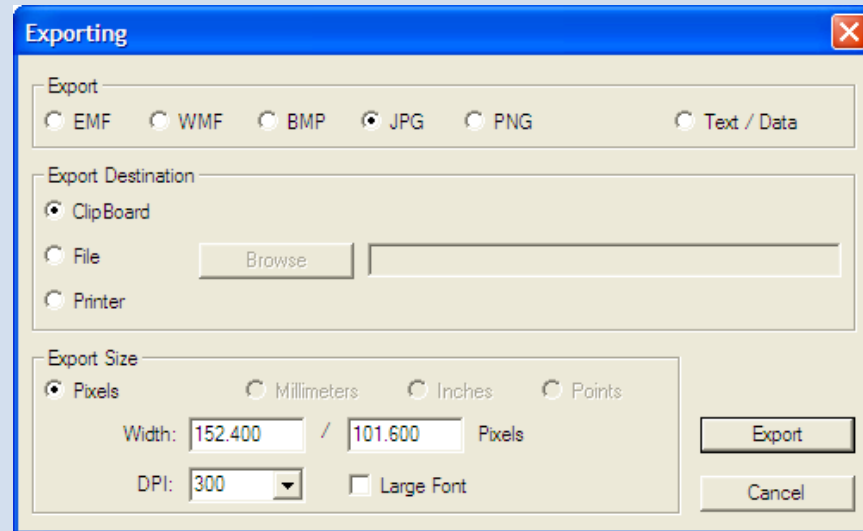 Exporting
Export
EMF WMF BMP JPG PNG Text / Data
Export Destination
ClipBoard
File Browse
Printer
Export Size
Pixels Millimeters Inches Points
Width: 152.400 / 101.600 Pixels
Export
DPI: 300 Large Font
Cancel